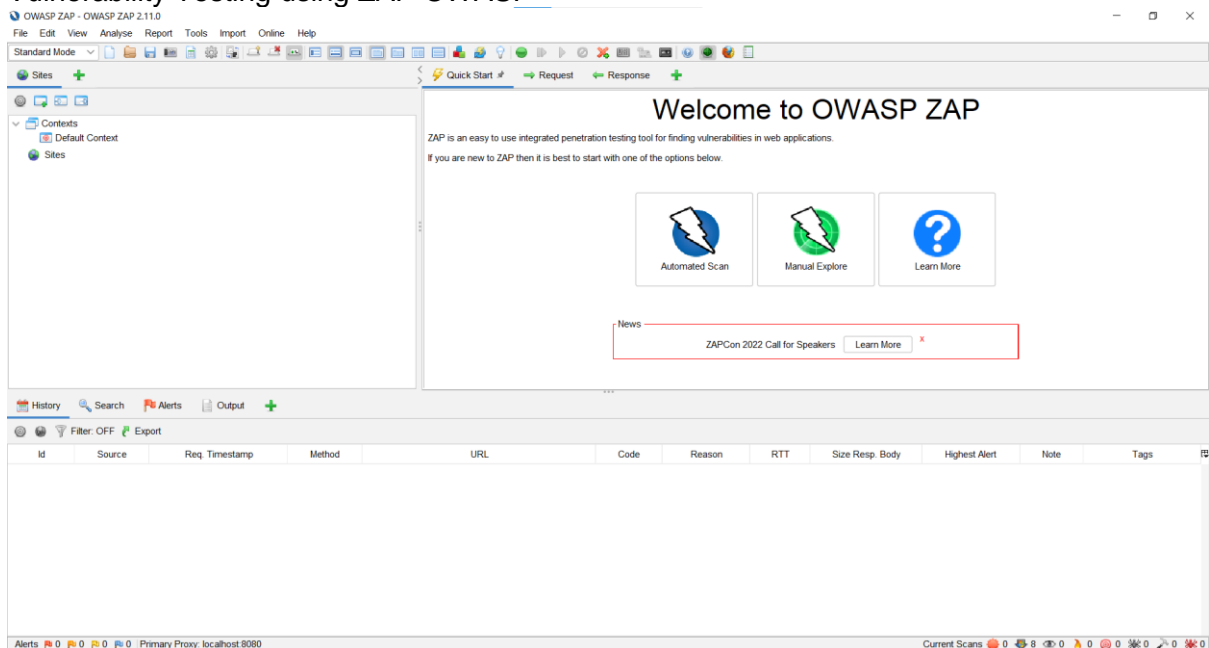 Vulnerability Testing using ZAP OWASP
OWASP ZAP - OWASP ZAP 2.11.0
File Edit View Analyse Report Tools Import Online Help
Standard Mode
Sites
Quick Start Request Response
Contexts
Default Context
Sites
Welcome to OWASP ZAP
ZAP is an easy to use integrated penetration testing tool for finding vulnerabilities in web applications.
If you are new to ZAP then it is best to start with one of the options below.
Automated Scan Manual Explore Learn More
News
ZAPCon 2022 Call for Speakers Learn More x
History Search Alerts Output
Filter: OFF Export
Id Source Req. Timestamp Method URL Code Reason RTT Size Resp. Body Highest Alert Note Tags
Alerts 0 0 0 0 Primary Proxy: localhost:8080 Current Scans 0 8 0 0 0 0 0 0